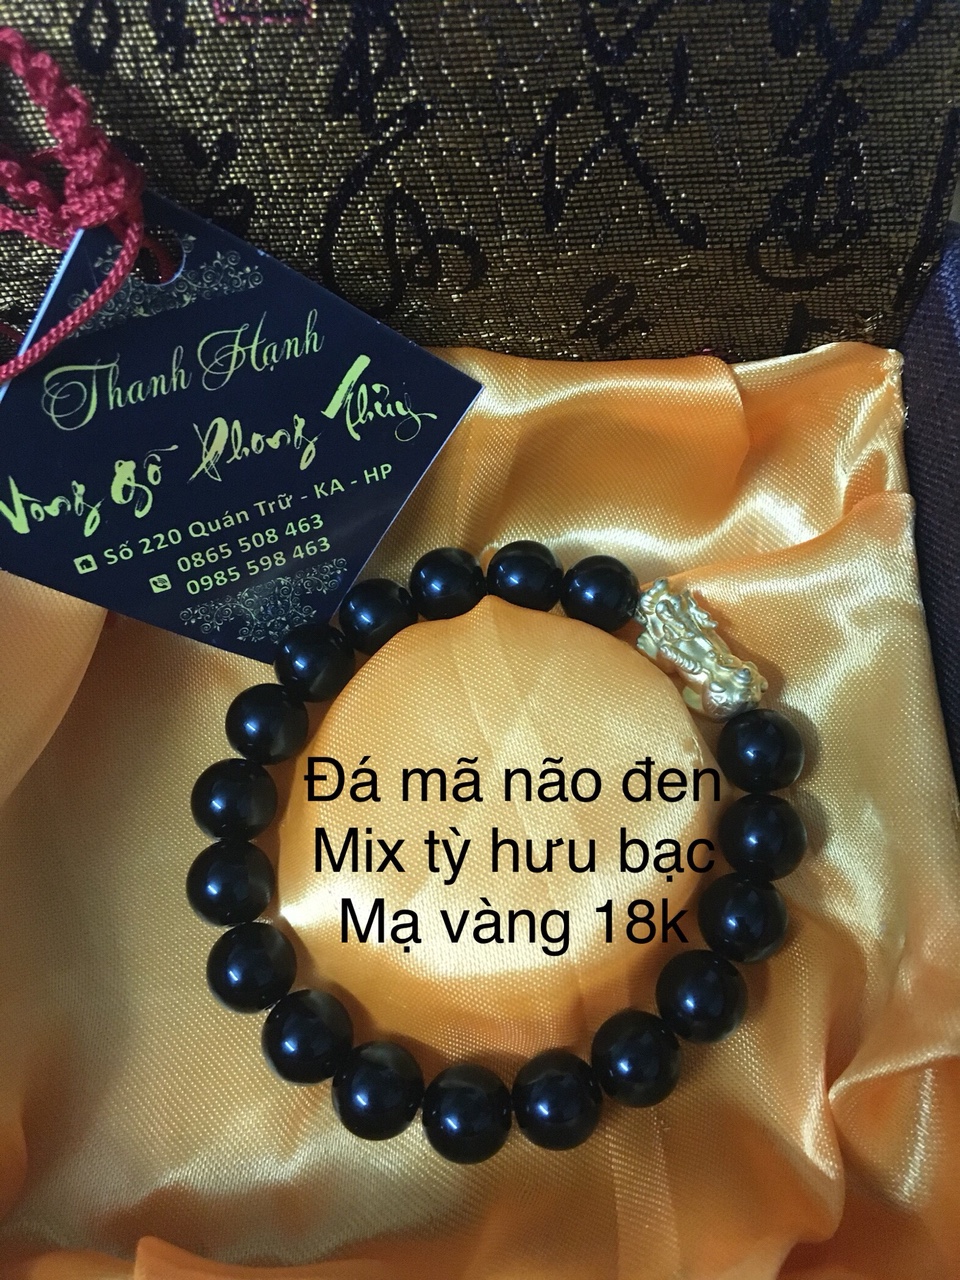 Thanh Hạnh
Vòng gỗ Phong Thủy
Số 220 Quán Trữ - KA - HP
0865 508 463
0985 598 463
Đá mã não đen
Mix tỳ hưu bạc
Mạ vàng 18k